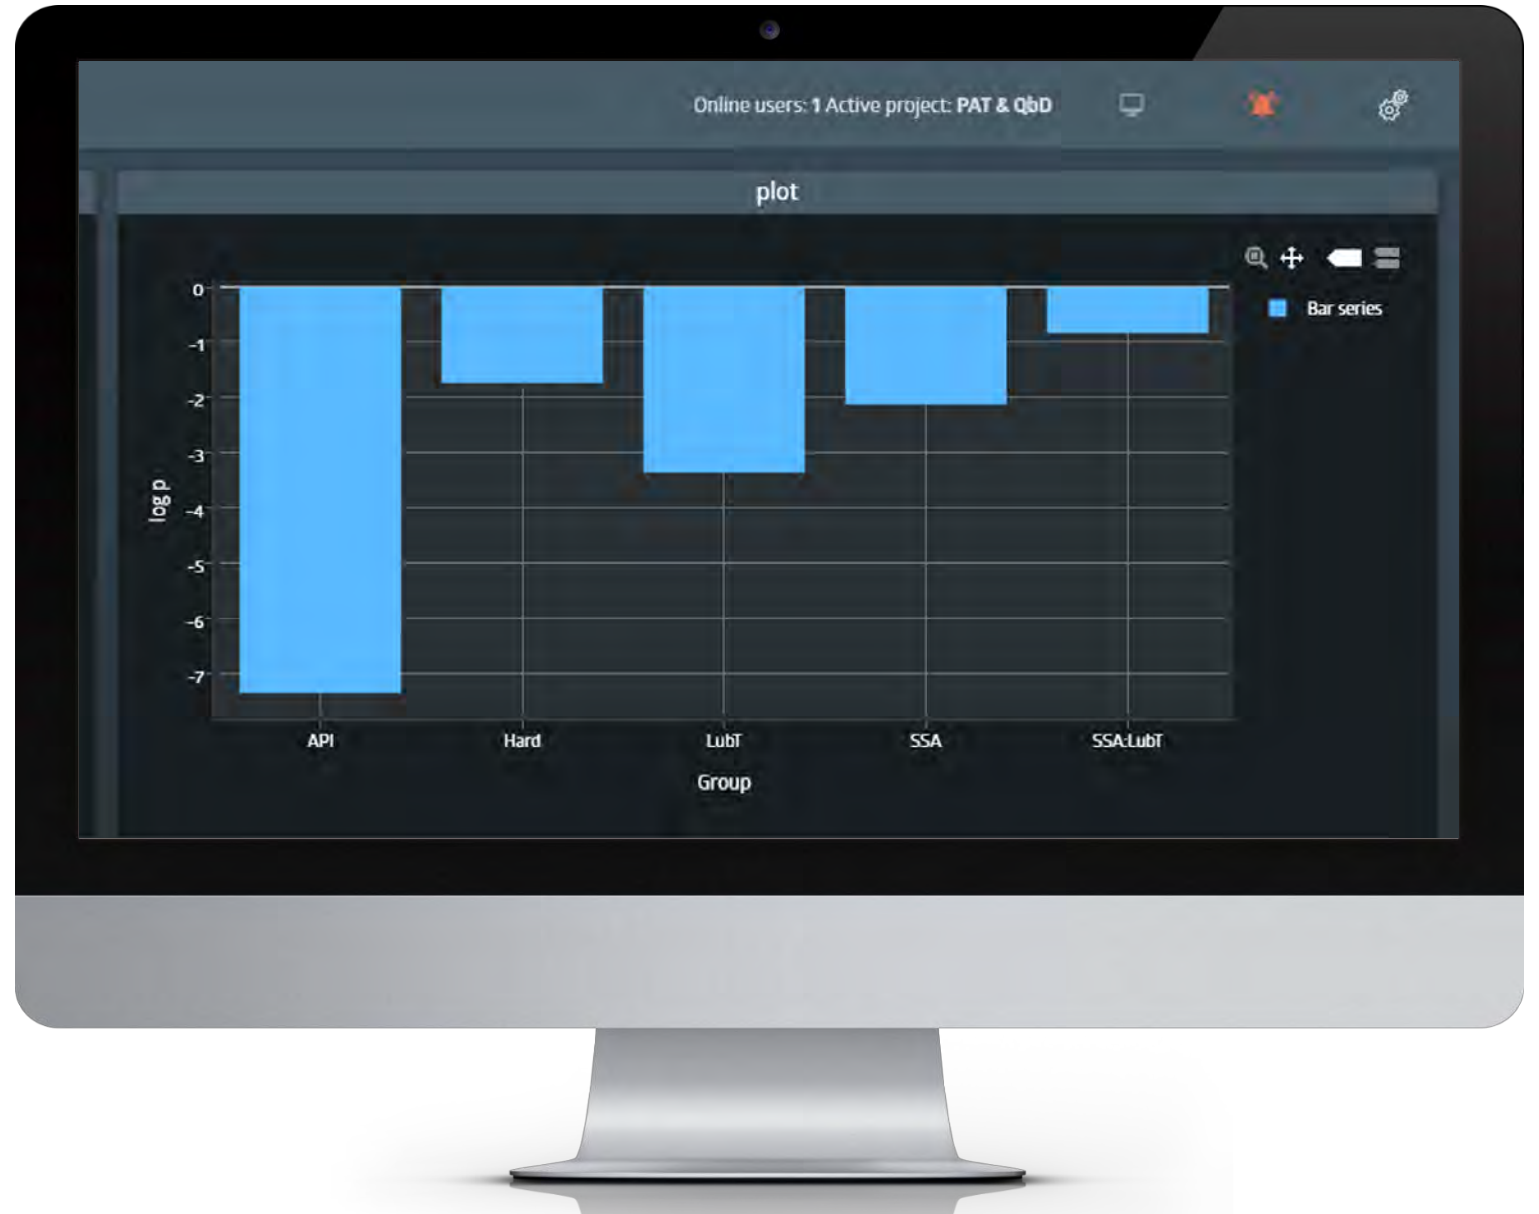 Online users: 1 Active project: PAT & QbD
plot
Bar series
0
-1
-2
-3
-4
-5
-6
-7
log p
API Hard LubT SSA SSA:LubT
Group